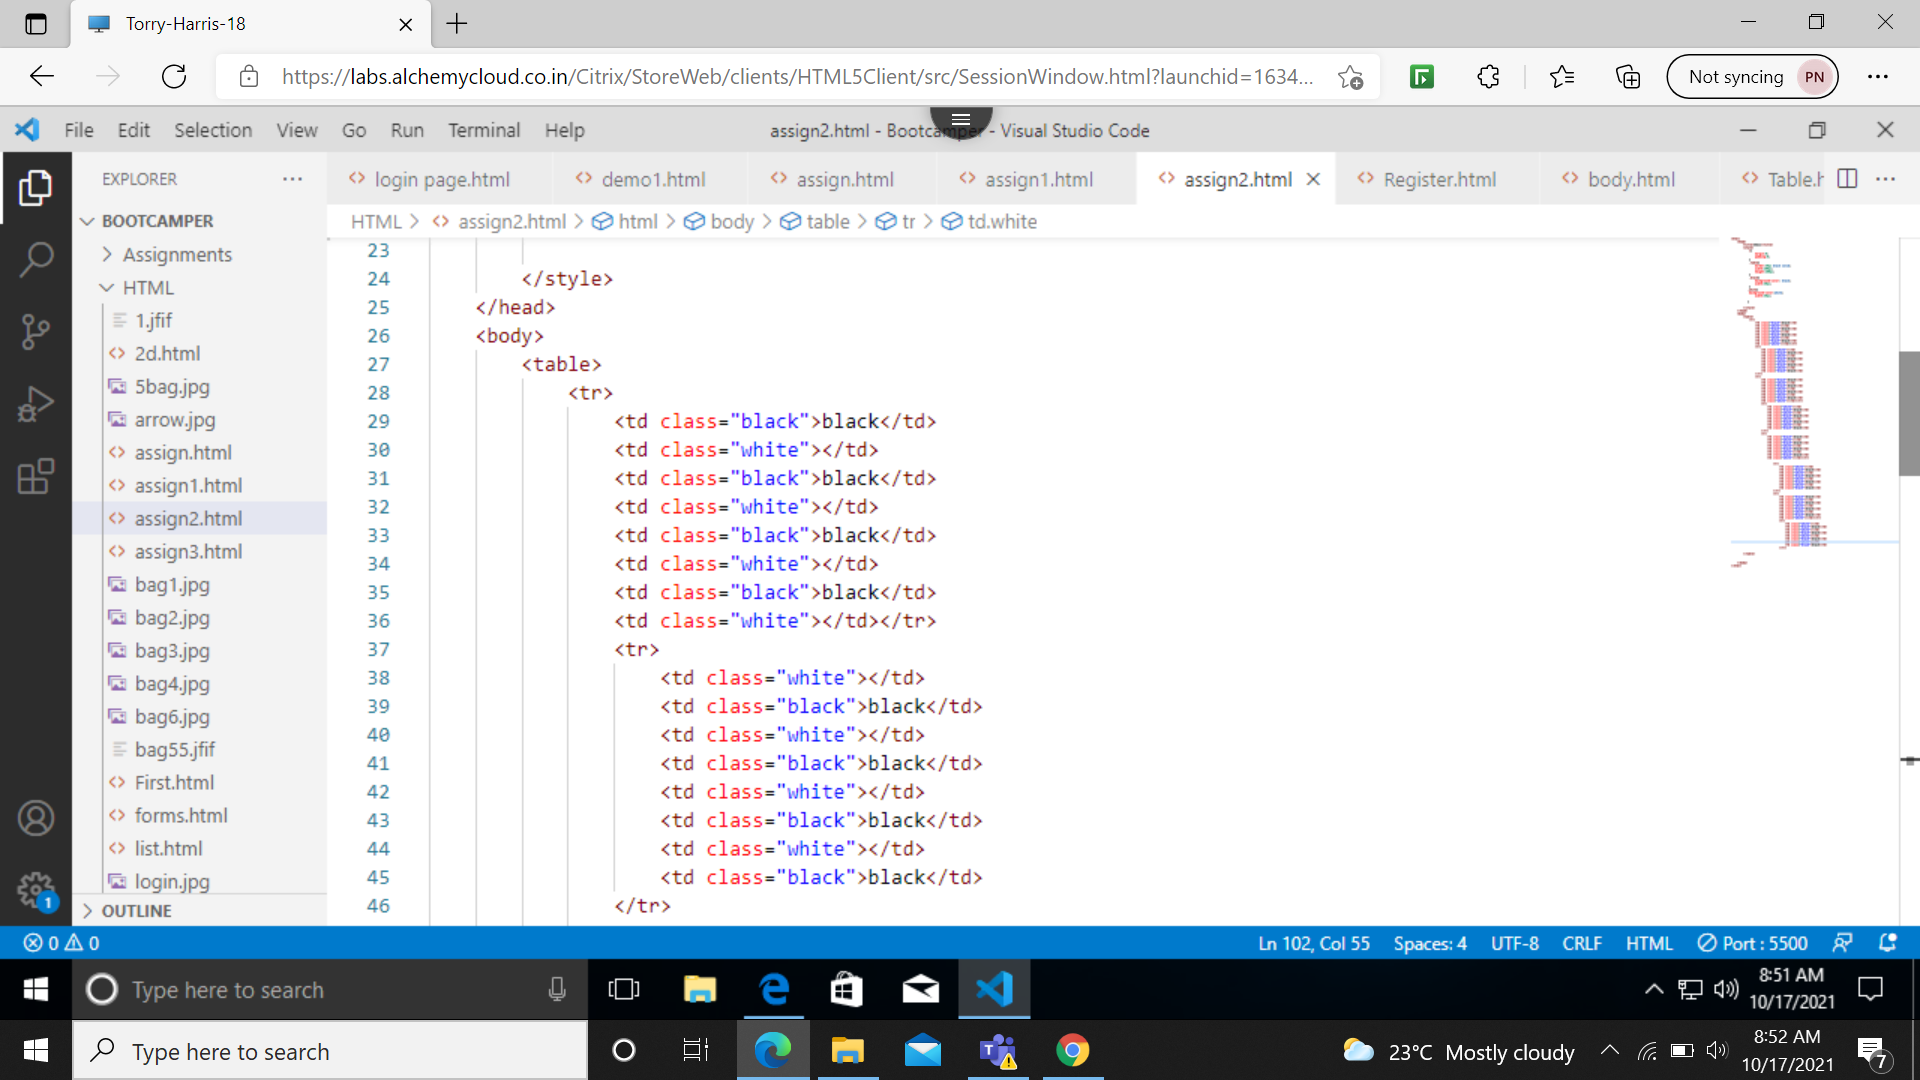 Torry-Harris-18
https://labs.alchemycloud.co.in/Citrix/StoreWeb/clients/HTML5Client/src/SessionWindow.html?launchid=1634...
Not syncing PN
File Edit Selection View Go Run Terminal Help
assign2.html - Bootcamper - Visual Studio Code
EXPLORER
login page.html demo1.html assign.html assign1.html assign2.html Register.html body.html Table.h
HTML > assign2.html > html > body > table > tr > td.white
BOOTCAMPER
Assignments
HTML
1.jfif
2d.html
5bag.jpg
arrow.jpg
assign.html
assign1.html
assign2.html
assign3.html
bag1.jpg
bag2.jpg
bag3.jpg
bag4.jpg
bag6.jpg
bag55.jfif
First.html
forms.html
list.html
login.jpg
OUTLINE
23
24 </style>
25 </head>
26 <body>
27 <table>
28 <tr>
29 <td class="black">black</td>
30 <td class="white"></td>
31 <td class="black">black</td>
32 <td class="white"></td>
33 <td class="black">black</td>
34 <td class="white"></td>
35 <td class="black">black</td>
36 <td class="white"></td></tr>
37 <tr>
38 <td class="white"></td>
39 <td class="black">black</td>
40 <td class="white"></td>
41 <td class="black">black</td>
42 <td class="white"></td>
43 <td class="black">black</td>
44 <td class="white"></td>
45 <td class="black">black</td>
46 </tr>
1
0 0
Ln 102, Col 55 Spaces: 4 UTF-8 CRLF HTML Port : 5500
Type here to search
8:51 AM
10/17/2021
Type here to search
23°C Mostly cloudy
8:52 AM
10/17/2021
7